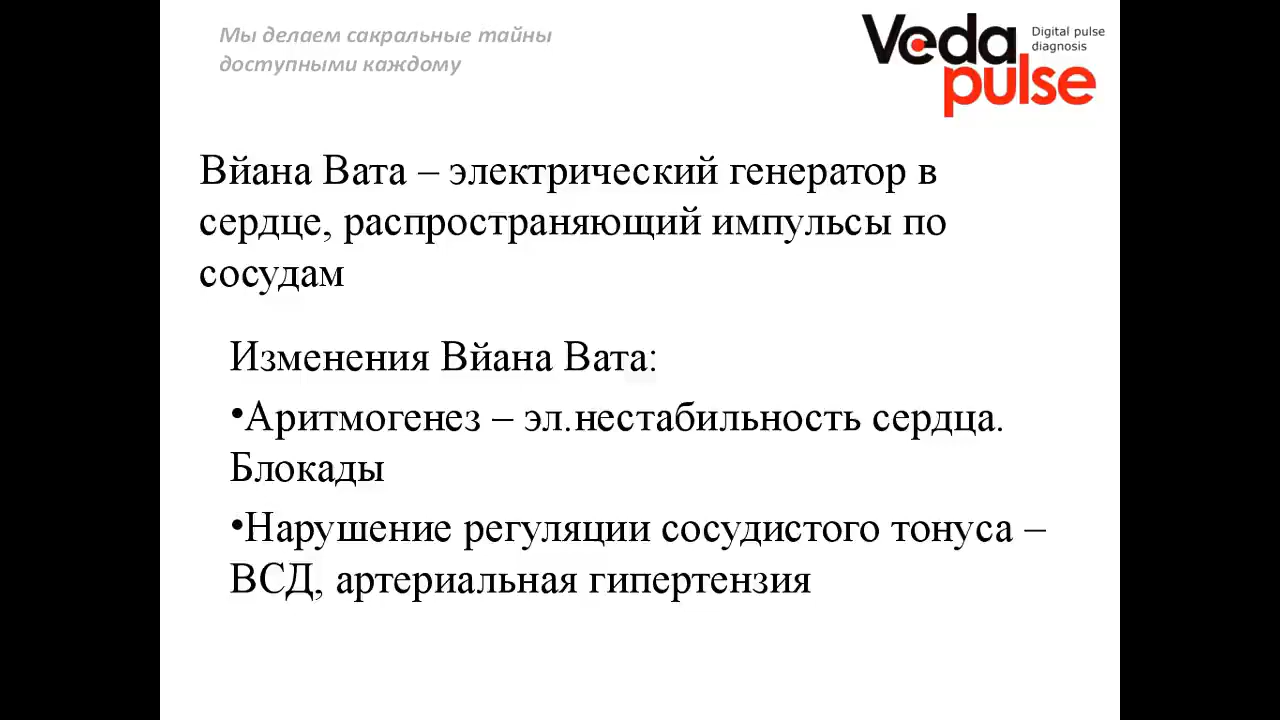 Мы делаем сакральные тайны
доступными каждому
Veda
pulse
Digital pulse
diagnosis
Вйана Вата – электрический генератор в
сердце, распространяющий импульсы по
сосудам
Изменения Вйана Вата:
•Аритмогенез – эл.нестабильность сердца.
Блокады
•Нарушение регуляции сосудистого тонуса –
ВСД, артериальная гипертензия